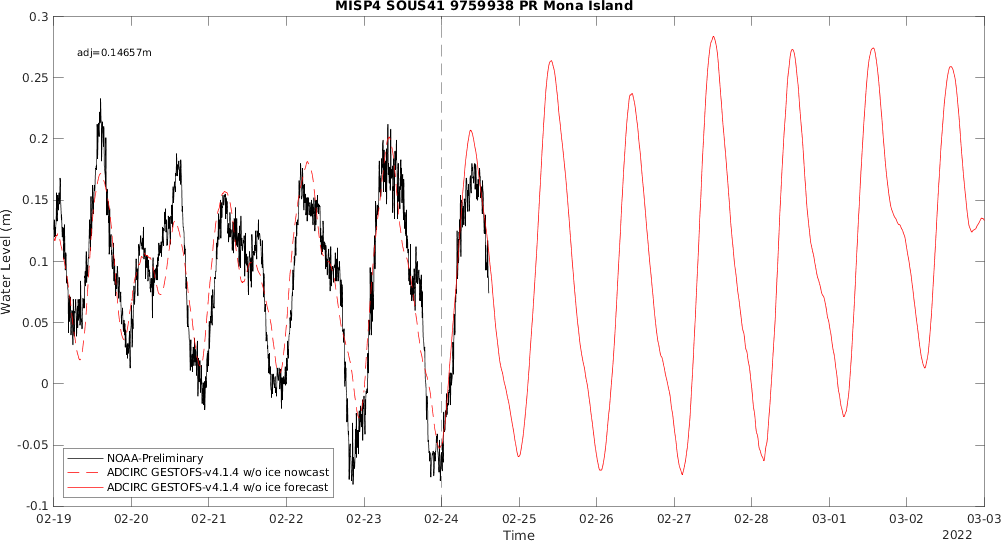 MISP4 SOUS41 9759938 PR Mona Island
adj=0.14657m
Water Level (m)
0.3
0.25
0.2
0.15
0.1
0.05
0
-0.05
-0.1
NOAA-Preliminary
ADCIRC GESTOFS-v4.1.4 w/o ice nowcast
ADCIRC GESTOFS-v4.1.4 w/o ice forecast
02-19 02-20 02-21 02-22 02-23 02-24 02-25 02-26 02-27 02-28 03-01 03-02 03-03
Time
2022